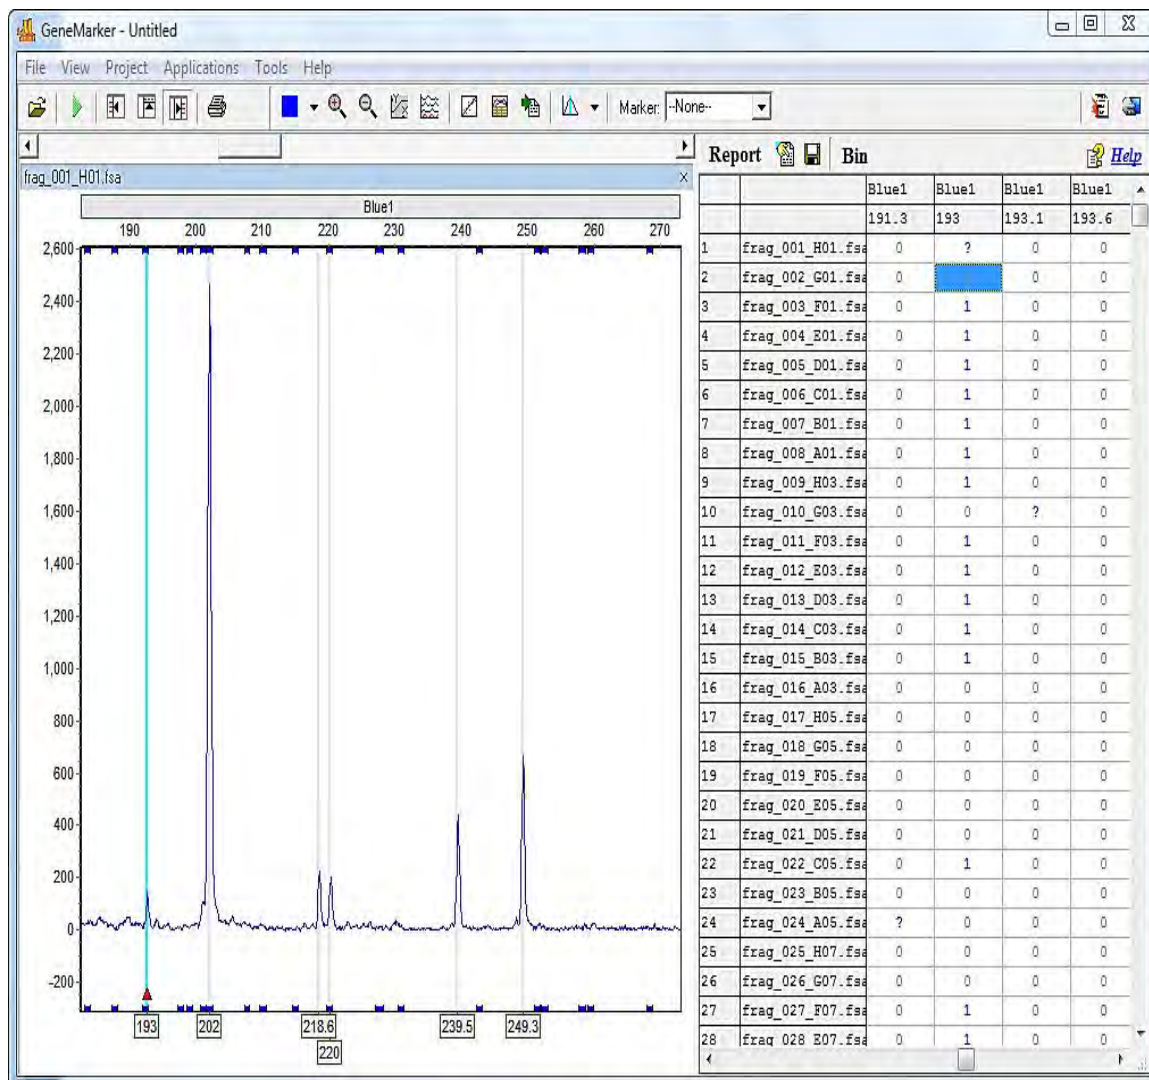 GeneMarker - Untitled
File View Project Applications Tools Help
Marker: --None--
Report Bin Help
frag_001_H01.fsa x
Blue1
190 200 210 220 230 240 250 260 270
2,600
2,400
2,200
2,000
1,800
1,600
1,400
1,200
1,000
800
600
400
200
0
-200
193 202 218.6 239.5 249.3
220
Blue1 Blue1 Blue1 Blue1
191.3 193 193.1 193.6
1 frag_001_H01.fsa 0 ? 0 0
2 frag_002_G01.fsa 0 0 0
3 frag_003_F01.fsa 0 1 0 0
4 frag_004_E01.fsa 0 1 0 0
5 frag_005_D01.fsa 0 1 0 0
6 frag_006_C01.fsa 0 1 0 0
7 frag_007_B01.fsa 0 1 0 0
8 frag_008_A01.fsa 0 1 0 0
9 frag_009_H03.fsa 0 1 0 0
10 frag_010_G03.fsa 0 0 ? 0
11 frag_011_F03.fsa 0 1 0 0
12 frag_012_E03.fsa 0 1 0 0
13 frag_013_D03.fsa 0 1 0 0
14 frag_014_C03.fsa 0 1 0 0
15 frag_015_B03.fsa 0 1 0 0
16 frag_016_A03.fsa 0 0 0 0
17 frag_017_H05.fsa 0 0 0 0
18 frag_018_G05.fsa 0 0 0 0
19 frag_019_F05.fsa 0 0 0 0
20 frag_020_E05.fsa 0 0 0 0
21 frag_021_D05.fsa 0 0 0 0
22 frag_022_C05.fsa 0 1 0 0
23 frag_023_B05.fsa 0 0 0 0
24 frag_024_A05.fsa ? 0 0 0
25 frag_025_H07.fsa 0 0 0 0
26 frag_026_G07.fsa 0 0 0 0
27 frag_027_F07.fsa 0 1 0 0
28 frag_028_E07.fsa 0 1 0 0